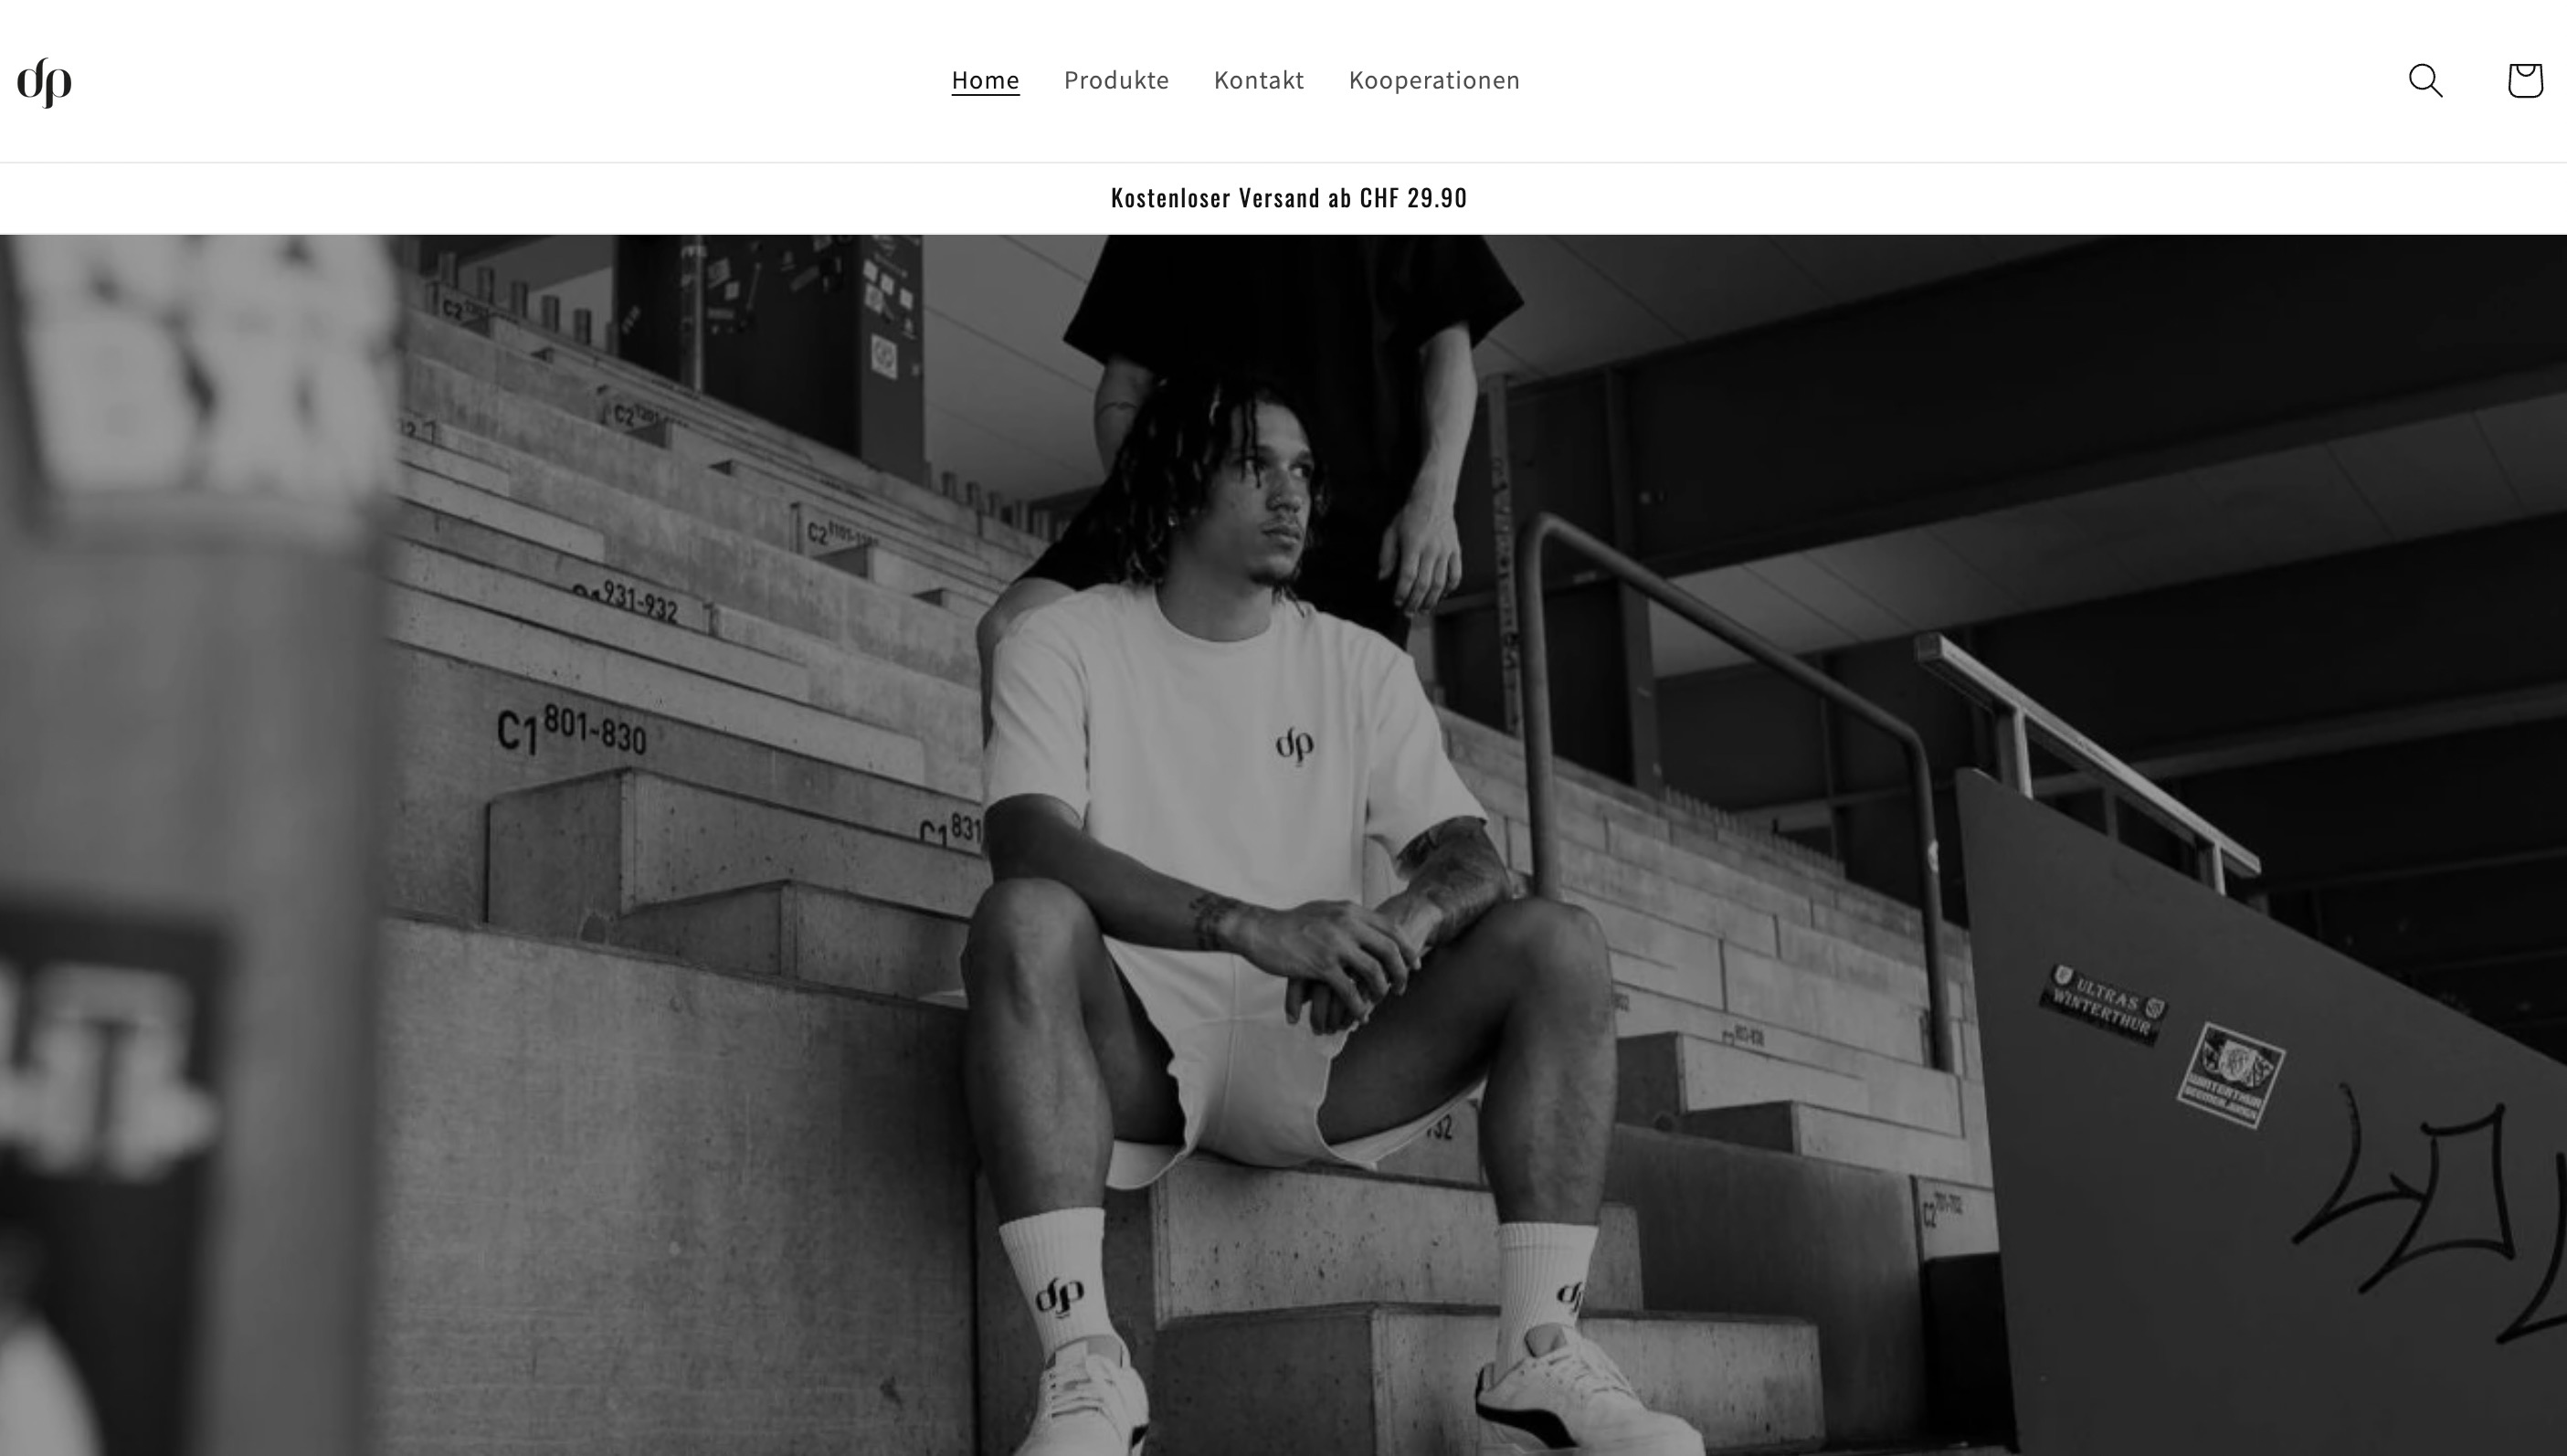 dp
Home Produkte Kontakt Kooperationen
Kostenloser Versand ab CHF 29.90
C2
C2
C2
931-932
C1 801-830
C1 831
dp
ULTRAS
WINTERTHUR
WINTERTHUR
C2
dp